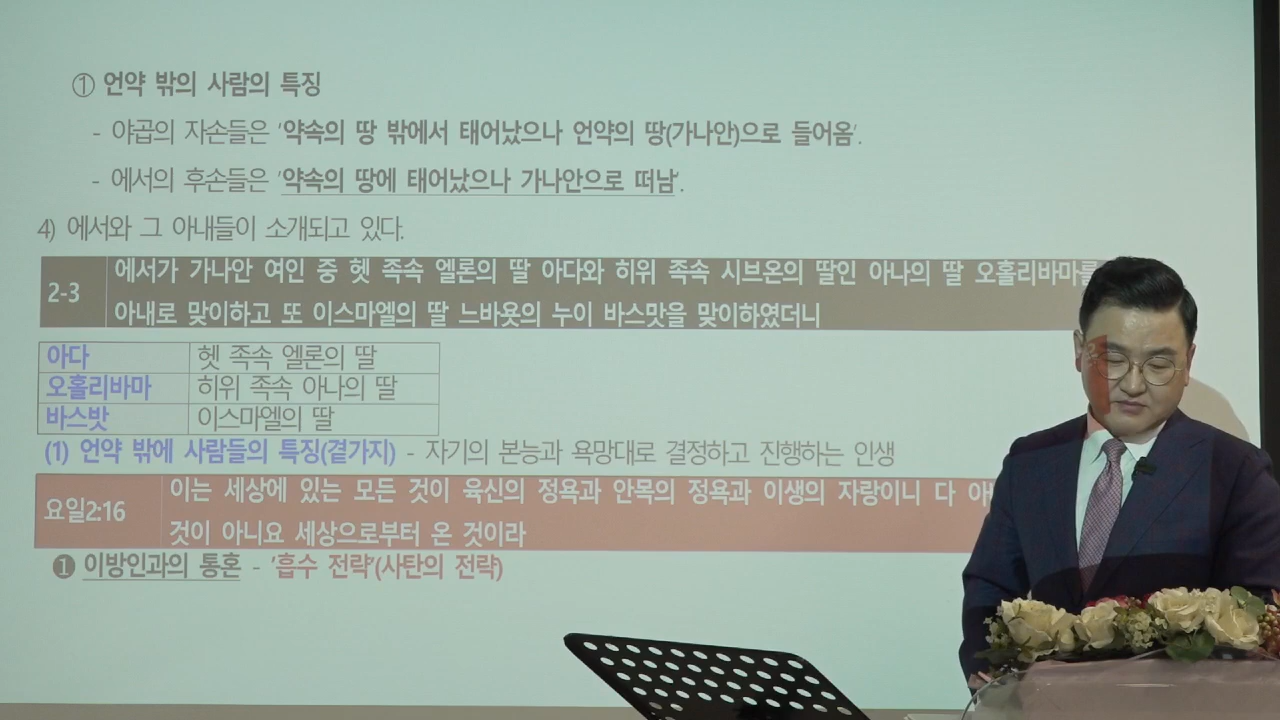 ① 언약 밖의 사람의 특징
- 야곱의 자손들은 '약속의 땅 밖에서 태어났으나 언약의 땅(가나안)으로 들어옴'.
- 에서의 후손들은 '약속의 땅에 태어났으나 가나안으로 떠남'.
4) 에서와 그 아내들이 소개되고 있다.
2-3 에서가 가나안 여인 중 헷 족속 엘론의 딸 아다와 히위 족속 시브온의 딸인 아나의 딸 오홀리바마를
아내로 맞이하고 또 이스마엘의 딸 느바욧의 누이 바스맛을 맞이하였더니
아다 헷 족속 엘론의 딸
오홀리바마 히위 족속 아나의 딸
바스밧 이스마엘의 딸
(1) 언약 밖에 사람들의 특징(곁가지) - 자기의 본능과 욕망대로 결정하고 진행하는 인생
요일2:16 이는 세상에 있는 모든 것이 육신의 정욕과 안목의 정욕과 이생의 자랑이니 다
것이 아니요 세상으로부터 온 것이라
❶ 이방인과의 통혼 - '흡수 전략'(사탄의 전략)